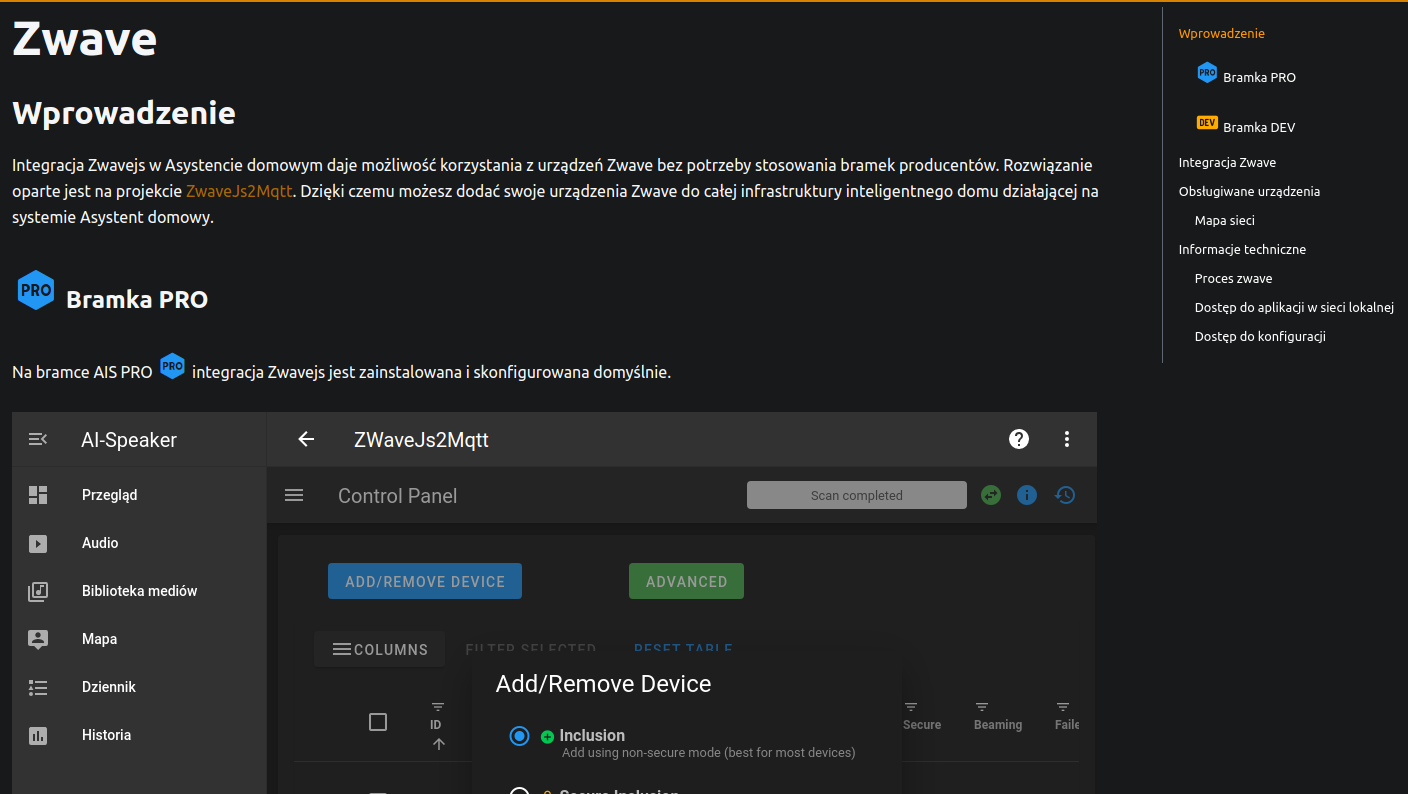 Zwave
Wprowadzenie
Integracja Zwavejs w Asystencie domowym daje możliwość korzystania z urządzeń Zwave bez potrzeby stosowania bramek producentów. Rozwiązanie
oparte jest na projekcie ZwaveJs2Mqtt. Dzięki czemu możesz dodać swoje urządzenia Zwave do całej infrastruktury inteligentnego domu działającej na
systemie Asystent domowy.
PRO Bramka PRO
Na bramce AIS PRO PRO integracja Zwavejs jest zainstalowana i skonfigurowana domyślnie.
AI-Speaker
Przegląd
Audio
Biblioteka mediów
Mapa
Dziennik
Historia
ZWaveJs2Mqtt
Control Panel
Scan completed
ADD/REMOVE DEVICE
ADVANCED
COLUMNS
FILTER SELECTED
RESET TABLE
ID
Secure
Beaming
Faile
Add/Remove Device
Inclusion
Add using non-secure mode (best for most devices)
Secure Inclusion
Wprowadzenie
PRO Bramka PRO
DEV Bramka DEV
Integracja Zwave
Obsługiwane urządzenia
Mapa sieci
Informacje techniczne
Proces zwave
Dostęp do aplikacji w sieci lokalnej
Dostęp do konfiguracji